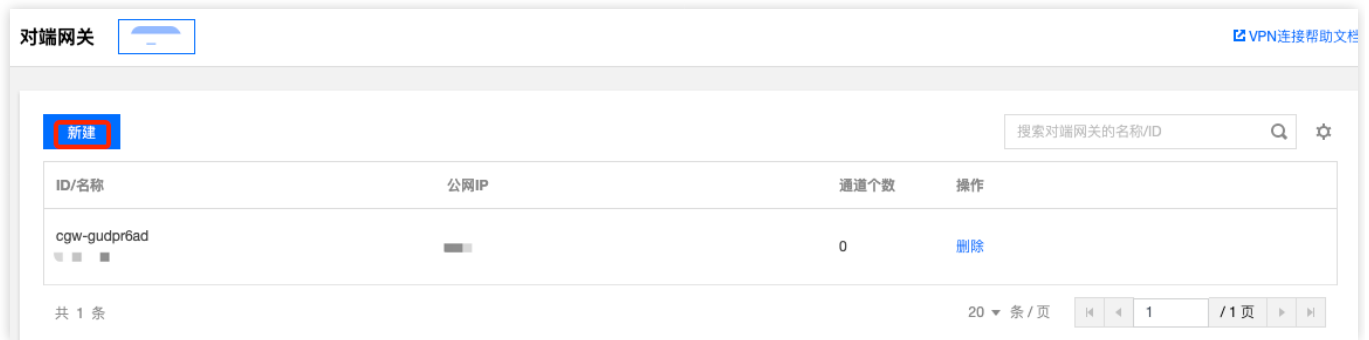 对端网关
VPN连接帮助文档
新建
搜索对端网关的名称/ID
ID/名称 公网IP 通道个数 操作
cgw-gudpr6ad
0 删除
共 1 条
20 条 / 页 1 / 1 页